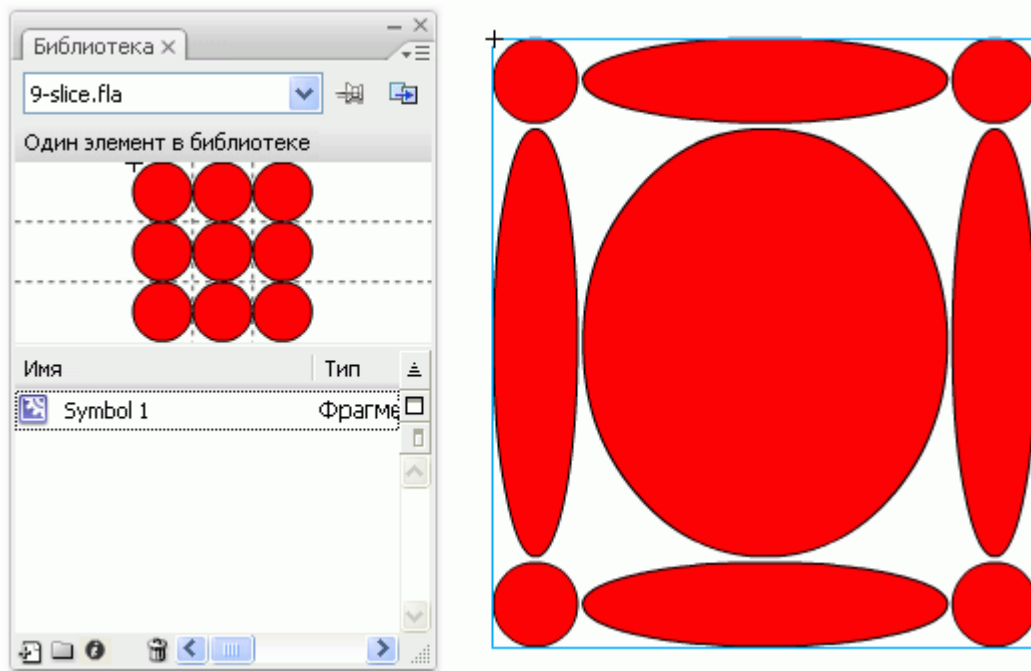 Библиотека
9-slice.fla
Один элемент в библиотеке
Имя Тип
Symbol 1 Фрагме